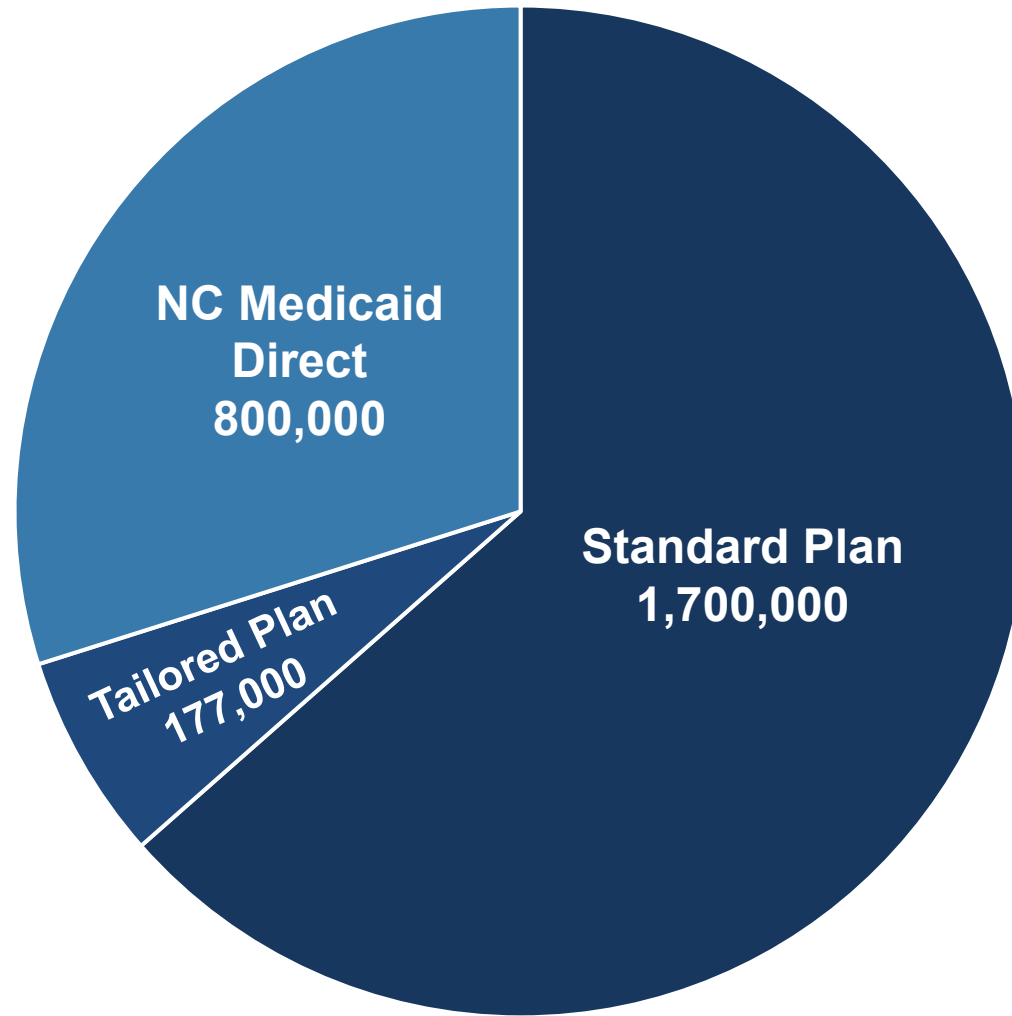 NC Medicaid
Direct
800,000
Standard Plan
1,700,000
Tailored Plan
177,000